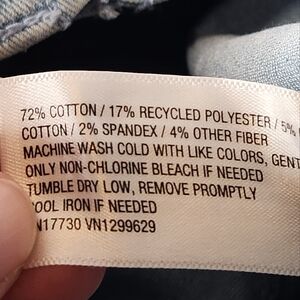 72% COTTON / 17% RECYCLED POLYESTER / 5%
COTTON / 2% SPANDEX / 4% OTHER FIBER
MACHINE WASH COLD WITH LIKE COLORS, GENT
ONLY NON-CHLORINE BLEACH IF NEEDED
TUMBLE DRY LOW, REMOVE PROMPTLY
OOL IRON IF NEEDED
N17730 VN1299629